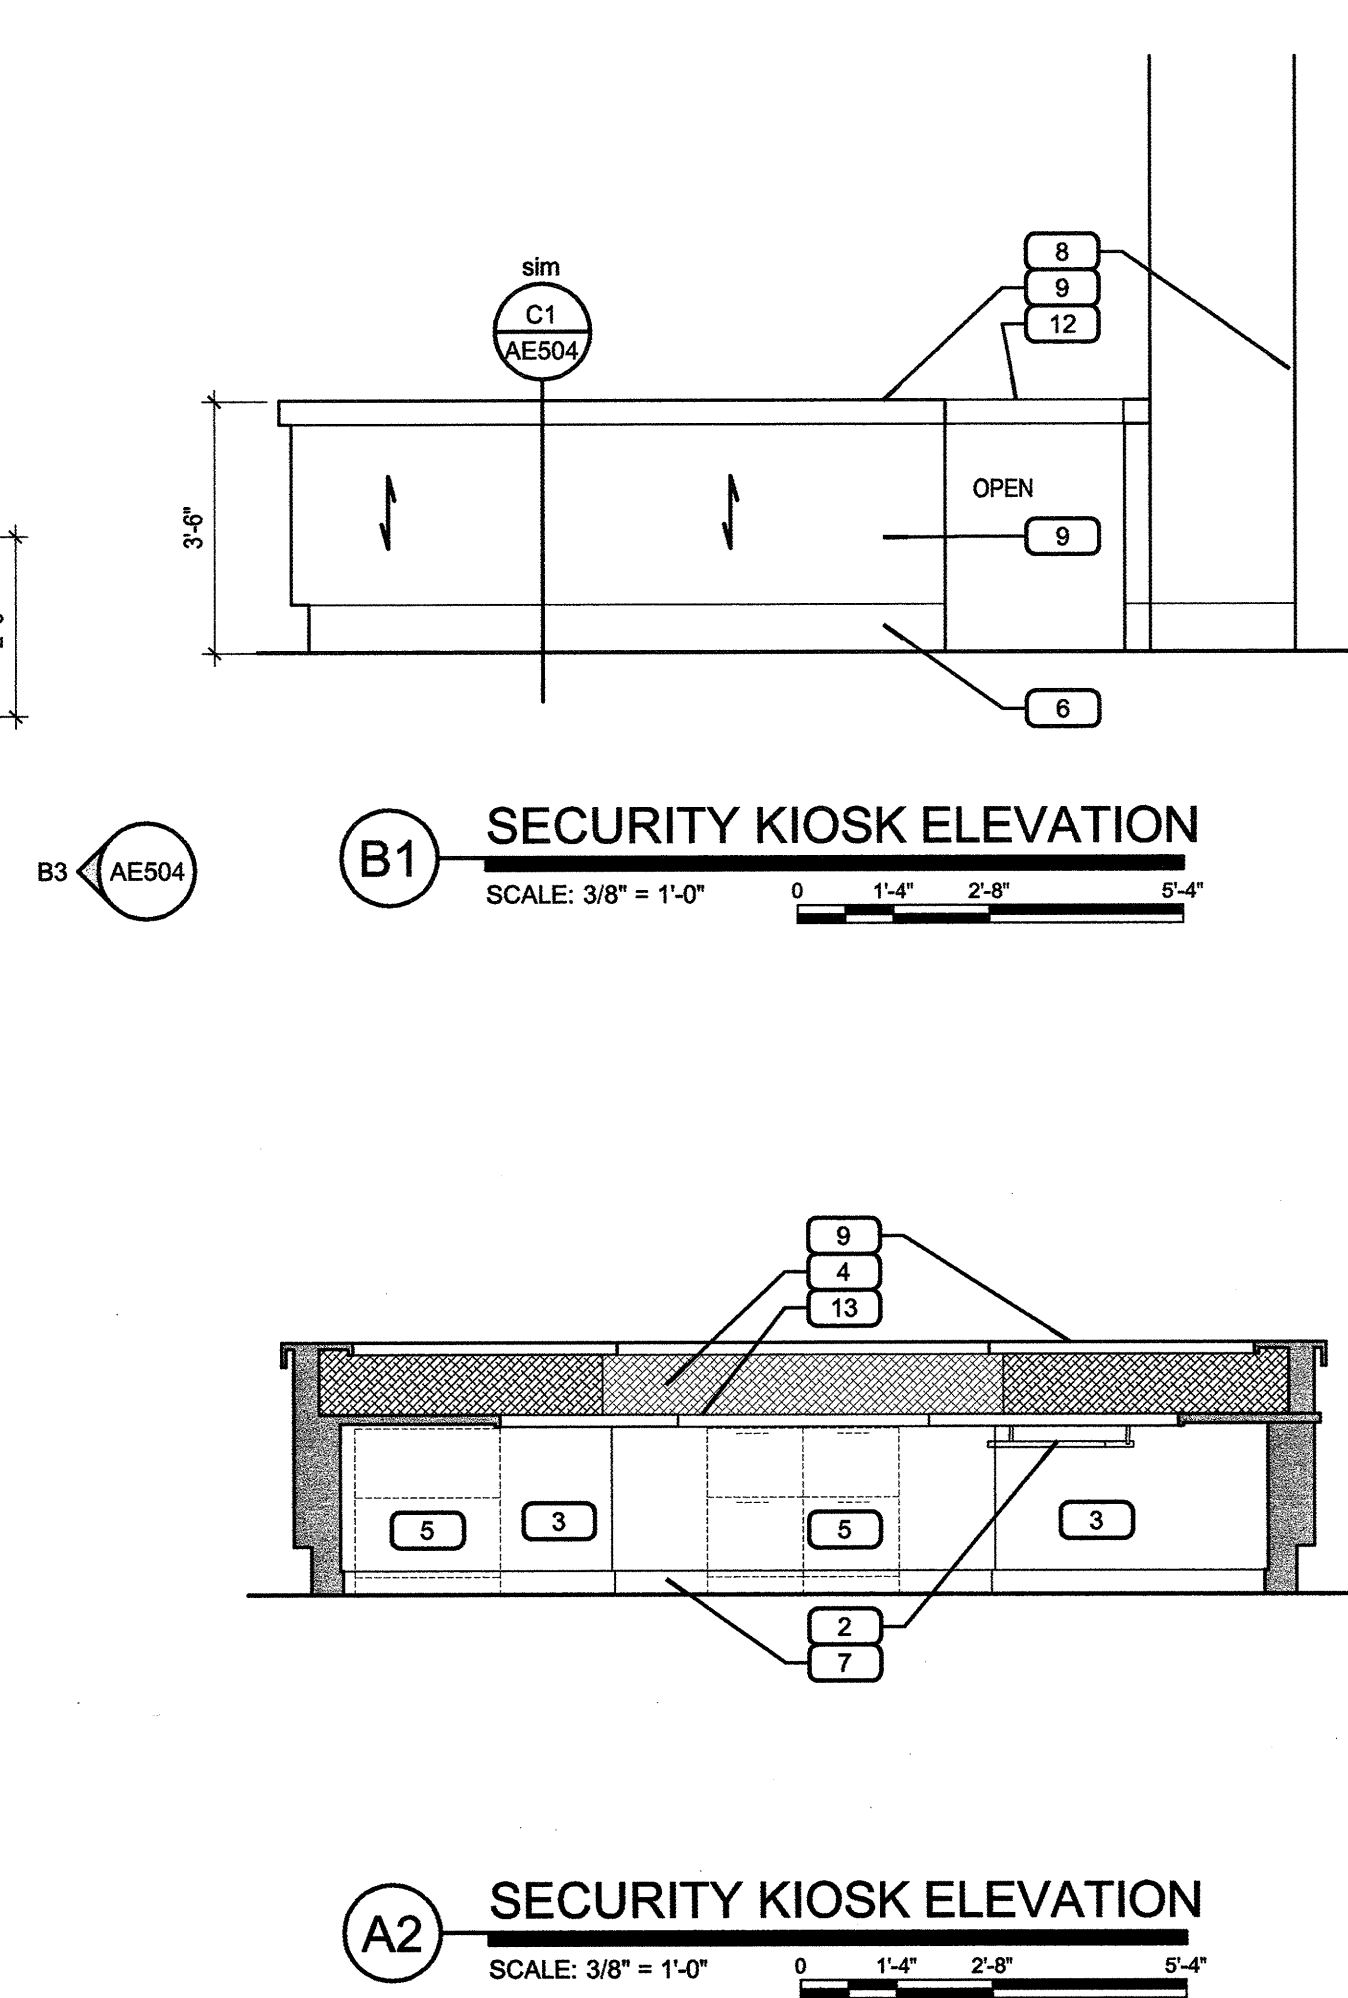 8
sim
9
C1
12
AE504
OPEN
3'-6"
9
6
SECURITY KIOSK ELEVATION
B1
B3
AE504
SCALE: 3/8" = 1'-0"
0 1'-4" 2'-8" 5'-4"
9
4
13
5
3
5
3
2
7
SECURITY KIOSK ELEVATION
A2
SCALE: 3/8" = 1'-0"
0 1'-4" 2'-8" 5'-4"